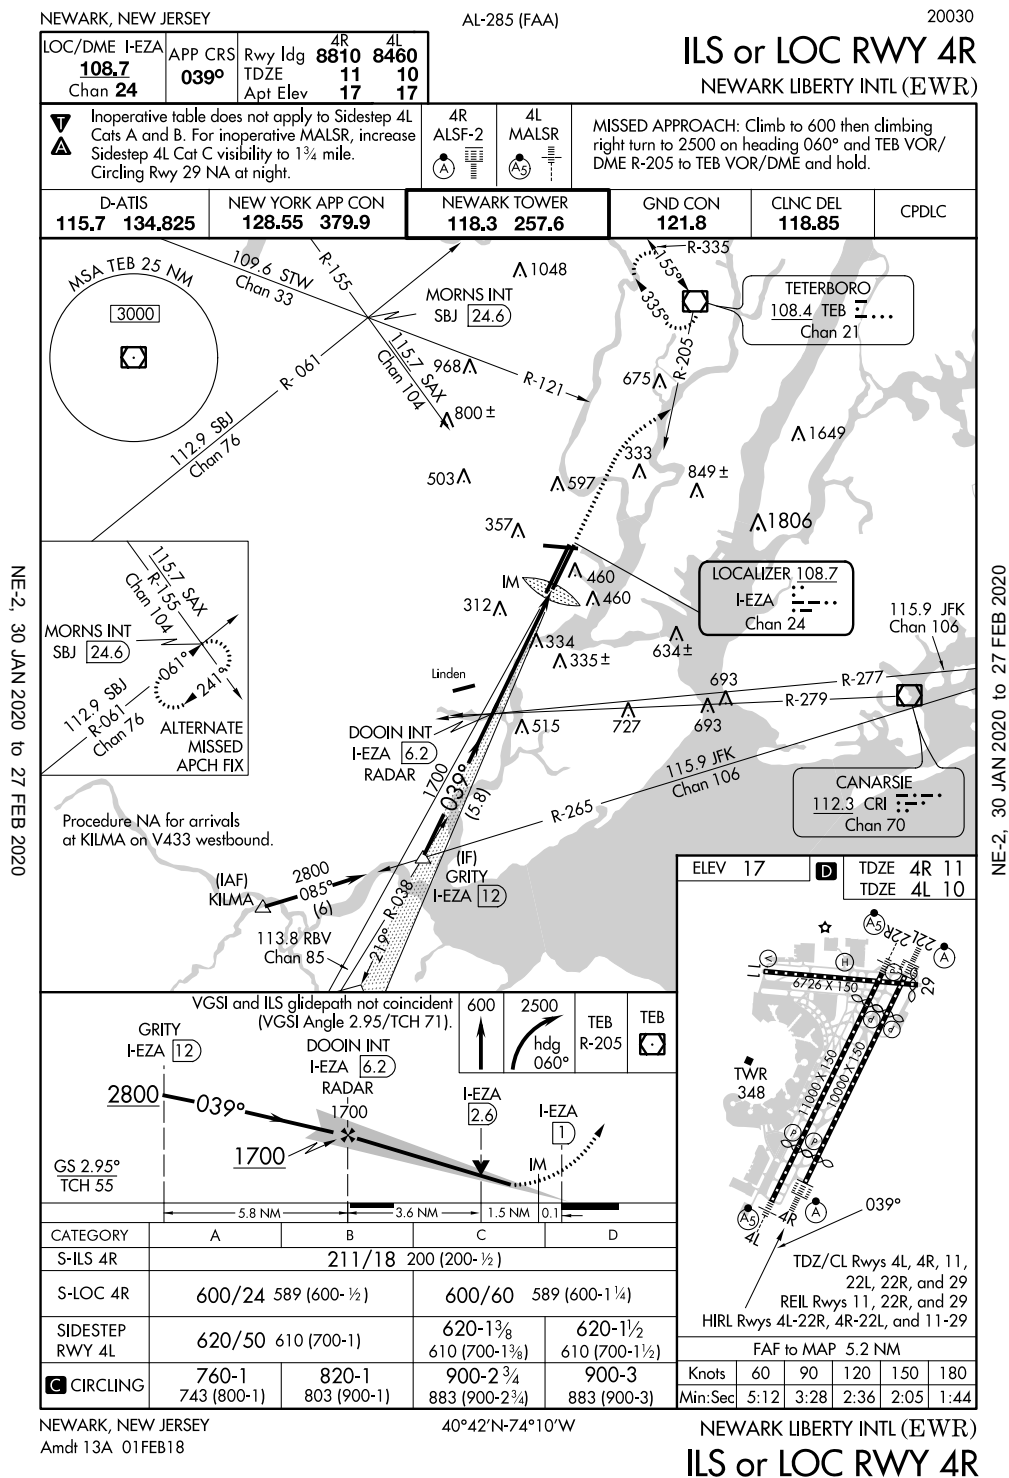 NEWARK, NEW JERSEY
AL-285 (FAA)
20030
LOC/DME I-EZA
108.7
Chan 24
APP CRS
039°
4R 4L
Rwy ldg 8810 8460
TDZE 11 10
Apt Elev 17 17
ILS or LOC RWY 4R
NEWARK LIBERTY INTL (EWR)
T
A
Inoperative table does not apply to Sidestep 4L
Cats A and B. For inoperative MALSR, increase
Sidestep 4L Cat C visibility to 1¾ mile.
Circling Rwy 29 NA at night.
4R
ALSF-2
A
4L
MALSR
A5
MISSED APPROACH: Climb to 600 then climbing
right turn to 2500 on heading 060° and TEB VOR/
DME R-205 to TEB VOR/DME and hold.
D-ATIS
115.7 134.825
NEW YORK APP CON
128.55 379.9
NEWARK TOWER
118.3 257.6
GND CON
121.8
CLNC DEL
118.85
CPDLC
MSA TEB 25 NM
3000
109.6 STW
Chan 33
R-155
1048
MORNS INT
SBJ 24.6
R-335
155°
335°
R-205
TETERBORO
108.4 TEB
Chan 21
115.7 SAX
Chan 104
968
R-061
R-121
675
800 ±
112.9 SBJ
Chan 76
1649
333
503
597
849 ±
357
1806
115.7 SAX
R-155
Chan 104
MORNS INT
SBJ 24.6
061°
241°
112.9 SBJ
R-061
Chan 76
ALTERNATE
MISSED
APCH FIX
IM
460
460
312
LOCALIZER 108.7
I-EZA
Chan 24
115.9 JFK
Chan 106
334
335 ±
634 ±
Linden
693
R-277
R-279
DOOIN INT
I-EZA 6.2
RADAR
515
727
693
1700
039°
(5.8)
115.9 JFK
Chan 106
R-265
CANARSIE
112.3 CRI
Chan 70
Procedure NA for arrivals
at KILMA on V433 westbound.
(IAF)
KILMA
2800
085°
(6)
(IF)
GRITY
I-EZA 12
R-038
219°
113.8 RBV
Chan 85
ELEV 17
D
TDZE 4R 11
TDZE 4L 10
A5
22R
22L
A
V
H
11
6726 X 150
29
P
P
P
P
TWR
348
11000 X 150
10000 X 150
P
P
A5
4L
4R
A
039°
TDZ/CL Rwys 4L, 4R, 11,
22L, 22R, and 29
REIL Rwys 11, 22R, and 29
HIRL Rwys 4L-22R, 4R-22L, and 11-29
FAF to MAP 5.2 NM
Knots 60 90 120 150 180
Min:Sec 5:12 3:28 2:36 2:05 1:44
VGSI and ILS glidepath not coincident
(VGSI Angle 2.95/TCH 71).
600
2500
hdg
060°
TEB
R-205
TEB
GRITY
I-EZA 12
DOOIN INT
I-EZA 6.2
RADAR
I-EZA
2.6
I-EZA
1
2800
039°
1700
1700
IM
GS 2.95°
TCH 55
5.8 NM
3.6 NM
1.5 NM
0.1
CATEGORY A B C D
S-ILS 4R 211/18 200 (200-½)
S-LOC 4R 600/24 589 (600-½) 600/60 589 (600-1¼)
SIDESTEP
RWY 4L
620/50 610 (700-1)
620-1⅜
610 (700-1⅜)
620-1½
610 (700-1½)
C CIRCLING
760-1
743 (800-1)
820-1
803 (900-1)
900-2¾
883 (900-2¾)
900-3
883 (900-3)
NEWARK, NEW JERSEY
Amdt 13A 01FEB18
40°42'N-74°10'W
NEWARK LIBERTY INTL (EWR)
ILS or LOC RWY 4R
NE-2, 30 JAN 2020 to 27 FEB 2020
NE-2, 30 JAN 2020 to 27 FEB 2020